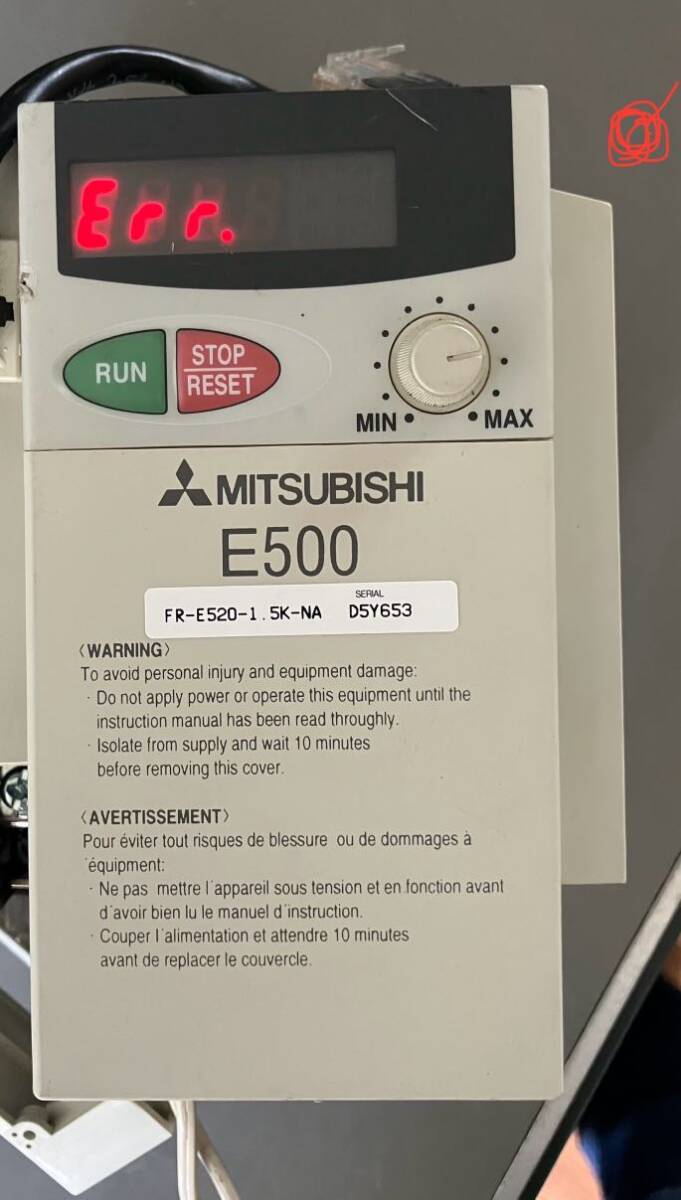 Err.
RUN
STOP
RESET
MIN
MAX
MITSUBISHI
E500
SERIAL
FR-E520-1.5K-NA D5Y653
〈WARNING〉
To avoid personal injury and equipment damage:
· Do not apply power or operate this equipment until the
instruction manual has been read throughly.
· Isolate from supply and wait 10 minutes
before removing this cover.
〈AVERTISSEMENT〉
Pour éviter tout risques de blessure ou de dommages à
´équipment:
· Ne pas mettre l´appareil sous tension et en fonction avant
d´avoir bien lu le manuel d´instruction.
· Couper l´alimentation et attendre 10 minutes
avant de replacer le couvercle.